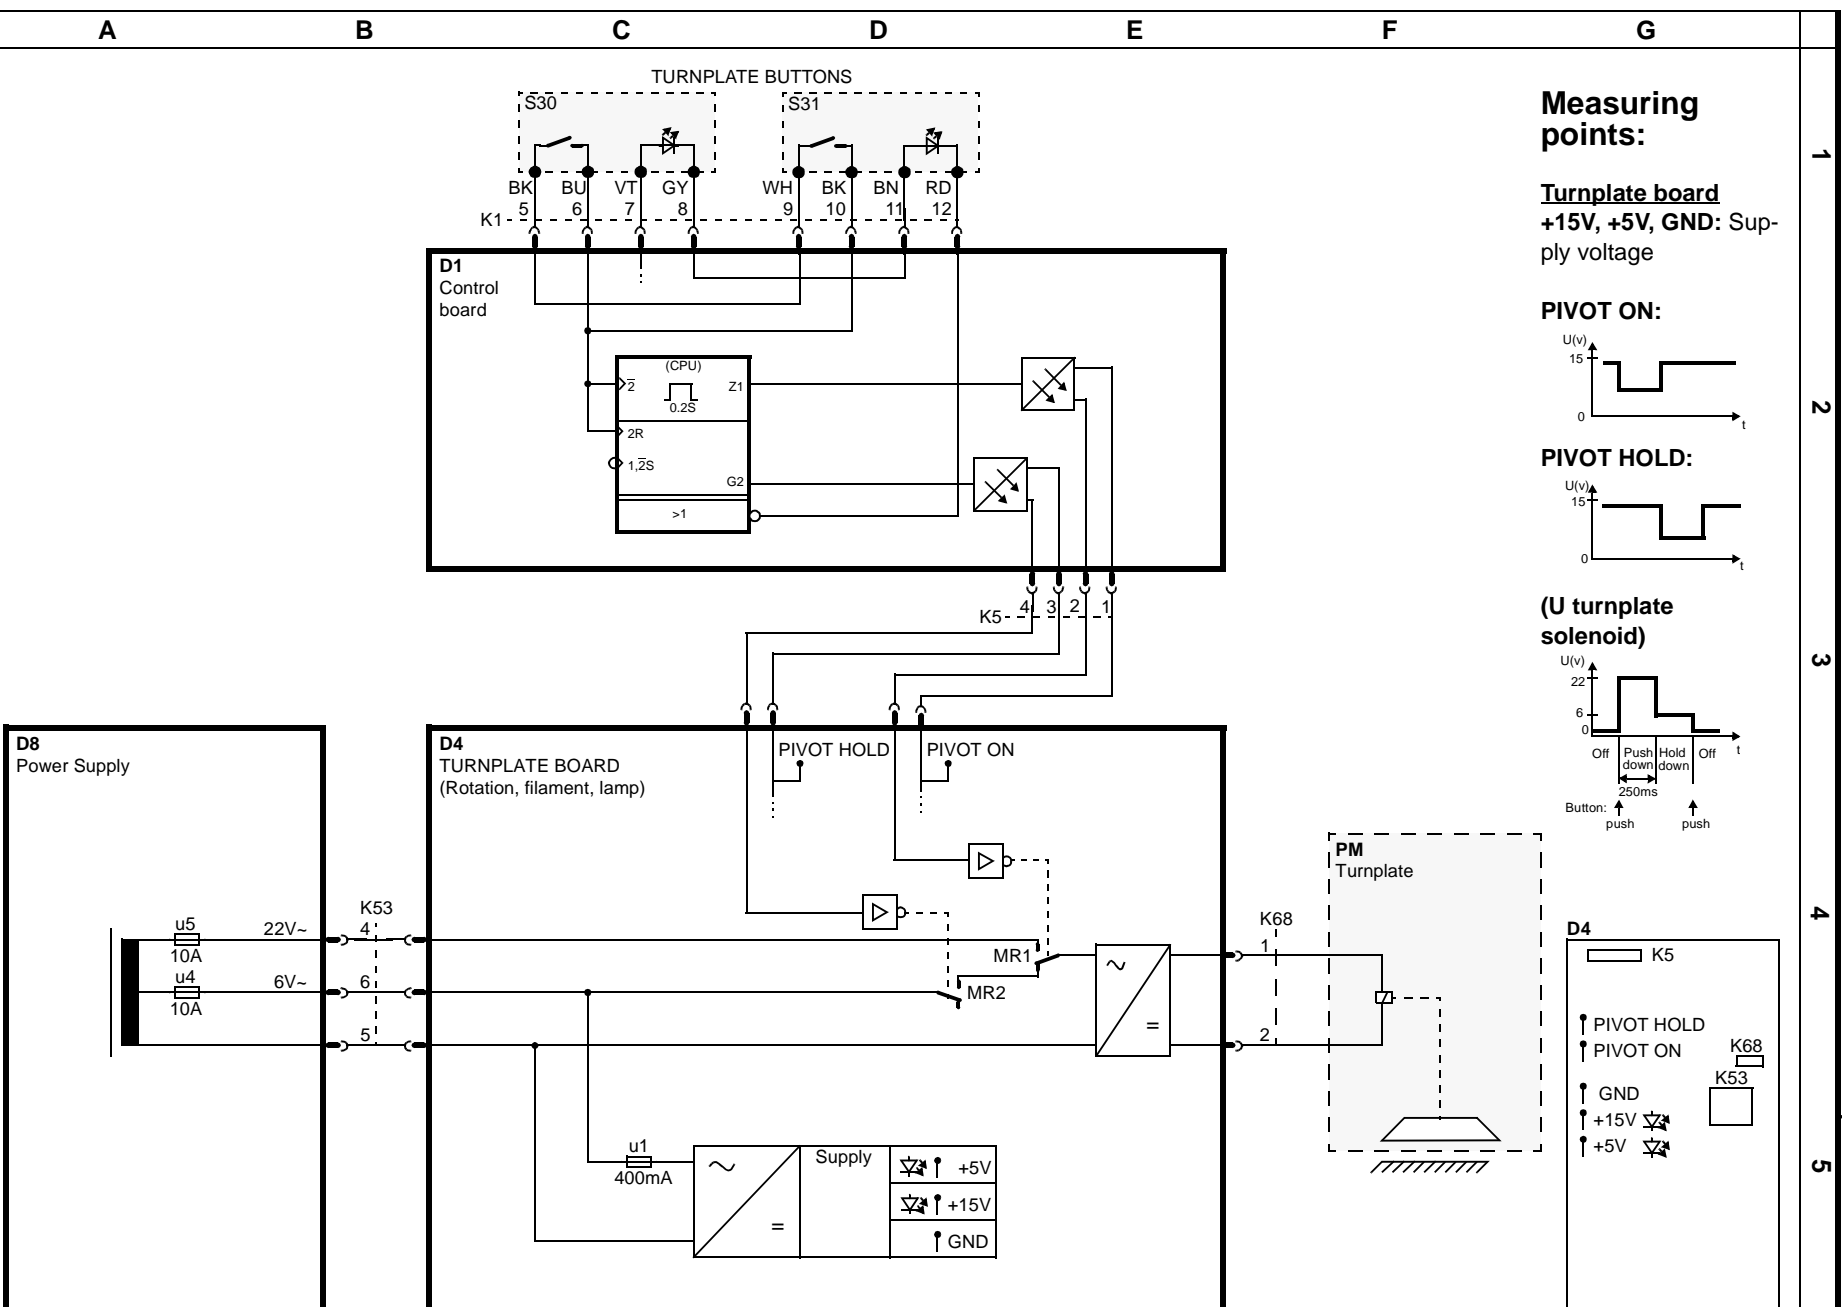 A B C D E F G
TURNPLATE BUTTONS
S30 S31
BK BU VT GY WH BK BN RD
5 6 7 8 9 10 11 12
K1
D1
Control
board
(CPU)
2̅ Z1
0.2S
2R
1,2̅S
G2
>1
K5 4 3 2 1
Measuring
points:
Turnplate board
+15V, +5V, GND: Sup-
ply voltage
PIVOT ON:
U(v)
15
0
t
PIVOT HOLD:
U(v)
15
0
t
(U turnplate
solenoid)
U(v)
22
6
0
t
Off Push Hold Off
down down
250ms
Button:
push push
1
2
3
4
5
D8
Power Supply
u5 22V~
10A
u4 6V~
10A
K53
4
6
5
D4
TURNPLATE BOARD
(Rotation, filament, lamp)
PIVOT HOLD PIVOT ON
MR1
MR2
~
=
u1
400mA
~
=
Supply
+5V
+15V
GND
K68
1
2
PM
Turnplate
D4
K5
PIVOT HOLD
PIVOT ON K68
K53
GND
+15V
+5V